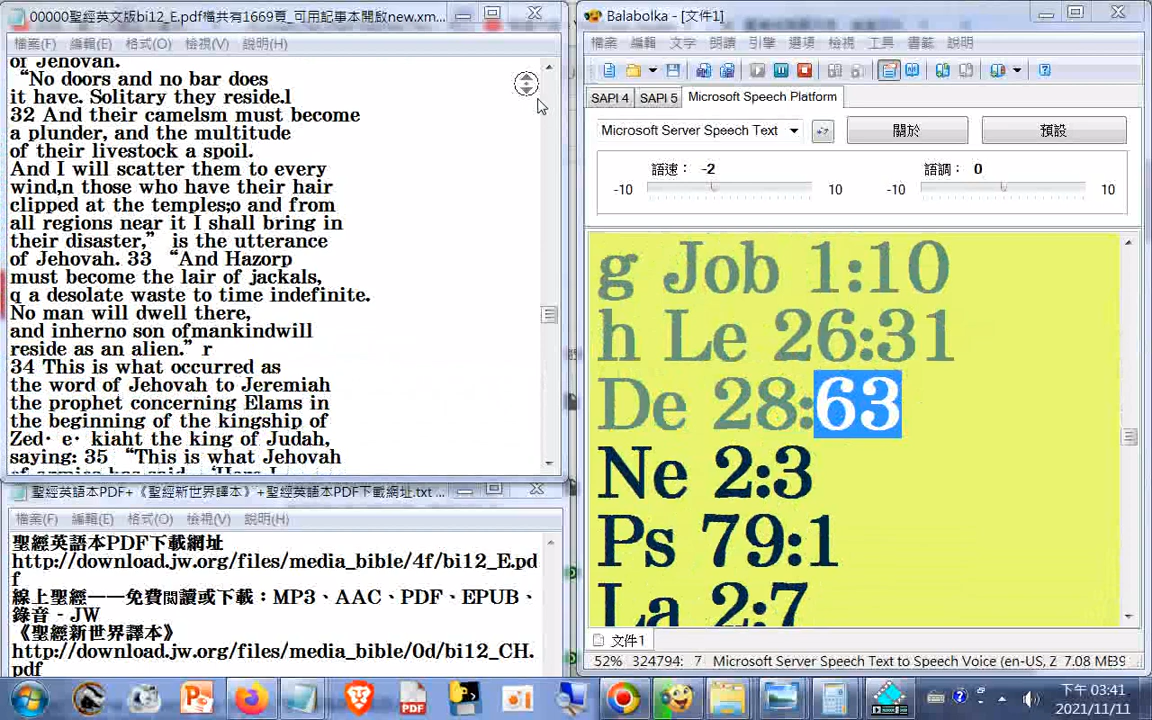 00000聖經英文版bi12_E.pdf檔共有1669頁_可用記事本開啟new.xm...
檔案(F) 編輯(E) 格式(O) 檢視(V) 說明(H)
of Jehovah.
“No doors and no bar does
it have. Solitary they reside.l
32 And their camelsm must become
a plunder, and the multitude
of their livestock a spoil.
And I will scatter them to every
wind,n those who have their hair
clipped at the temples;o and from
all regions near it I shall bring in
their disaster,” is the utterance
of Jehovah. 33 “And Hazorp
must become the lair of jackals,
q a desolate waste to time indefinite.
No man will dwell there,
and inherno son ofmankindwill
reside as an alien.” r
34 This is what occurred as
the word of Jehovah to Jeremiah
the prophet concerning Elams in
the beginning of the kingship of
Zed· e· kiaht the king of Judah,
saying: 35 “This is what Jehovah
of armies has said, ‘Here I
聖經英語本PDF+《聖經新世界譯本》+聖經英語本PDF下載網址.txt ...
檔案(F) 編輯(E) 格式(O) 檢視(V) 說明(H)
聖經英語本PDF下載網址
http://download.jw.org/files/media_bible/4f/bi12_E.pd
f
線上聖經──免費閱讀或下載：MP3、AAC、PDF、EPUB、
錄音 - JW
《聖經新世界譯本》
http://download.jw.org/files/media_bible/0d/bi12_CH.
pdf
Balabolka - [文件1]
檔案 編輯 文字 朗讀 引擎 選項 檢視 工具 書籤 說明
SAPI 4 SAPI 5 Microsoft Speech Platform
Microsoft Server Speech Text 關於 預設
語速： -2 語調： 0
-10 10 -10 10
g Job 1:10
h Le 26:31
De 28:63
Ne 2:3
Ps 79:1
La 2:7
文件1
52% 324794: 7 Microsoft Server Speech Text to Speech Voice (en-US, Z 7.08 MB
下午 03:41
2021/11/11